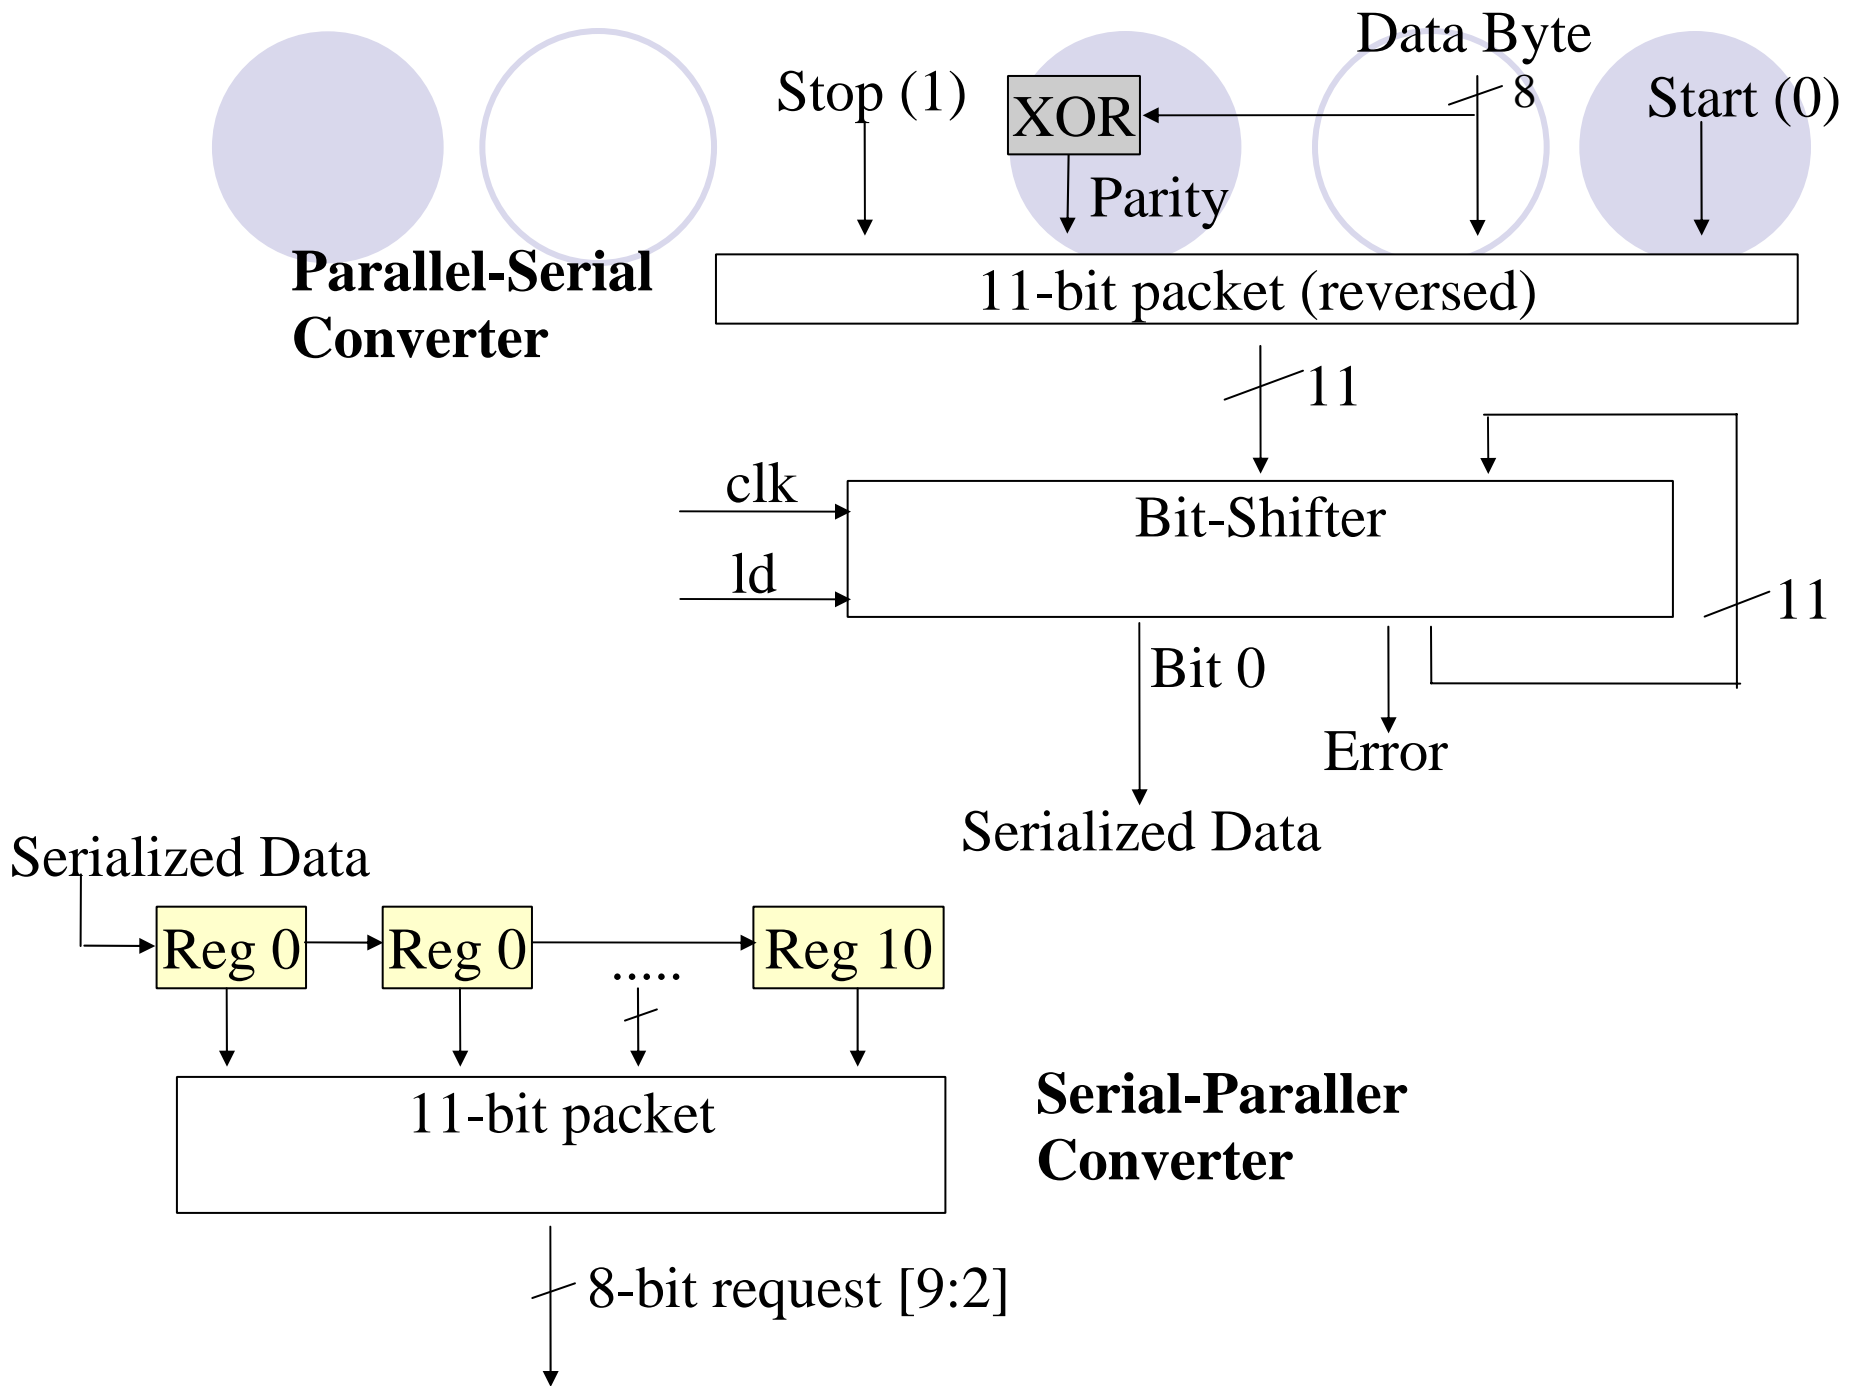 Data Byte
Stop (1)
XOR
8
Start (0)
Parity
Parallel-Serial
Converter
11-bit packet (reversed)
11
clk
Bit-Shifter
ld
11
Bit 0
Error
Serialized Data
Serialized Data
Reg 0
Reg 0
.....
Reg 10
11-bit packet
Serial-Paraller
Converter
8-bit request [9:2]